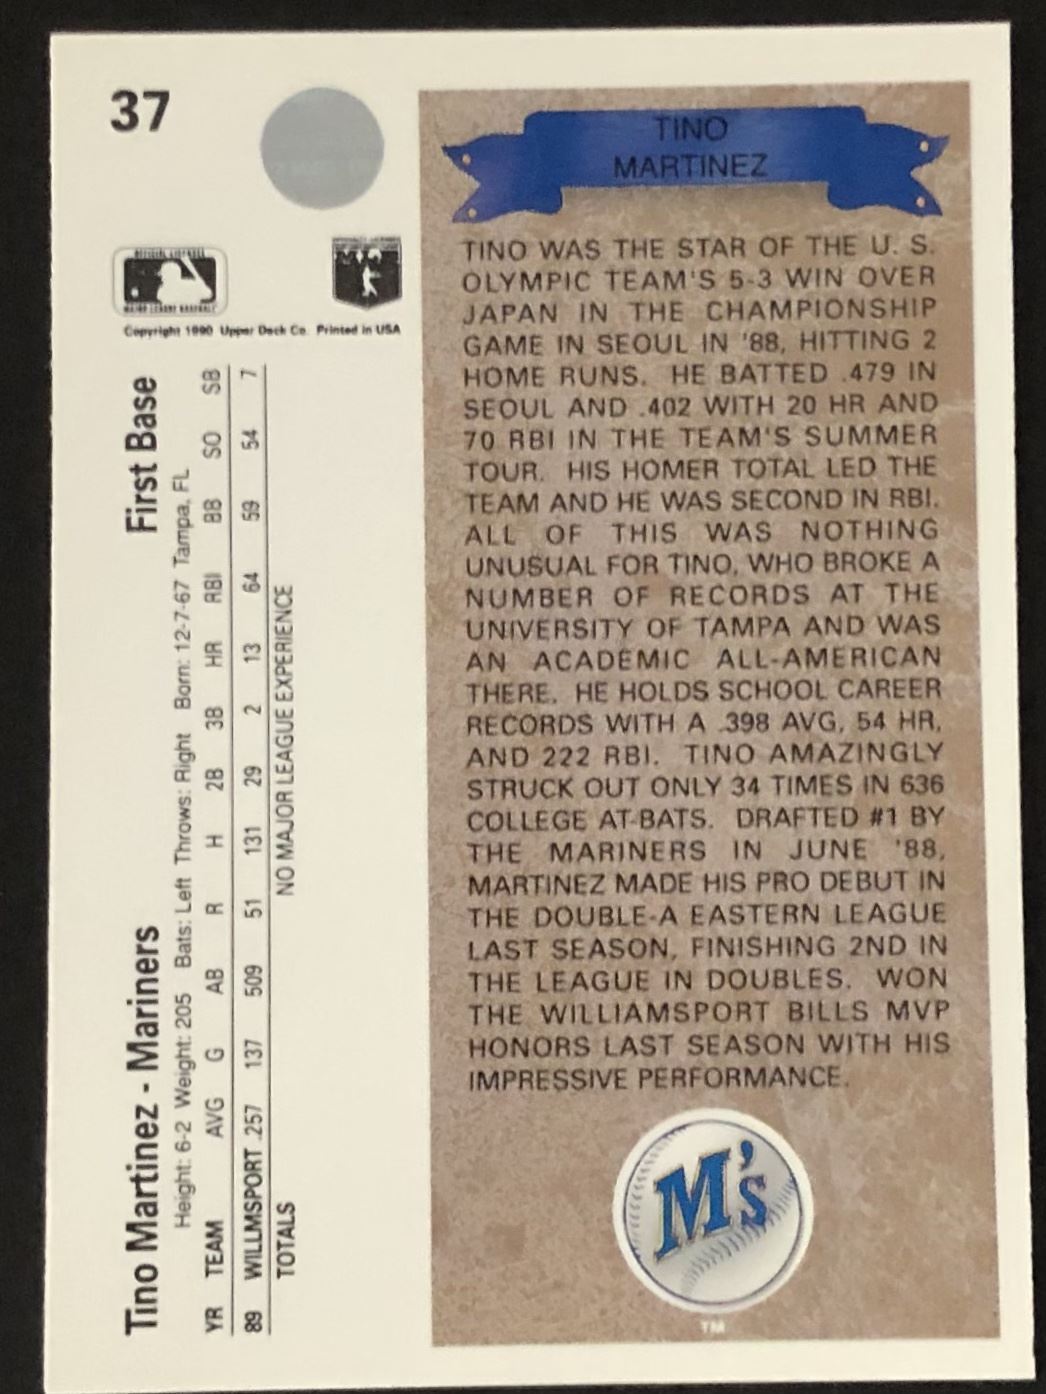 37
OFFICIAL LICENSEE
MAJOR LEAGUE BASEBALL
Copyright 1990 Upper Deck Co. Printed in USA
Tino Martinez - Mariners First Base
Height: 6-2 Weight: 205 Bats: Left Throws: Right Born: 12-7-67 Tampa, FL
YR TEAM AVG G AB R H 2B 3B HR RBI BB SO SB
89 WILLMSPORT .257 137 509 51 131 29 2 13 64 59 54 7
TOTALS NO MAJOR LEAGUE EXPERIENCE
TINO
MARTINEZ
TINO WAS THE STAR OF THE U. S.
OLYMPIC TEAM'S 5-3 WIN OVER
JAPAN IN THE CHAMPIONSHIP
GAME IN SEOUL IN '88, HITTING 2
HOME RUNS. HE BATTED .479 IN
SEOUL AND .402 WITH 20 HR AND
70 RBI IN THE TEAM'S SUMMER
TOUR. HIS HOMER TOTAL LED THE
TEAM AND HE WAS SECOND IN RBI.
ALL OF THIS WAS NOTHING
UNUSUAL FOR TINO, WHO BROKE A
NUMBER OF RECORDS AT THE
UNIVERSITY OF TAMPA AND WAS
AN ACADEMIC ALL-AMERICAN
THERE. HE HOLDS SCHOOL CAREER
RECORDS WITH A .398 AVG, 54 HR,
AND 222 RBI. TINO AMAZINGLY
STRUCK OUT ONLY 34 TIMES IN 636
COLLEGE AT-BATS. DRAFTED #1 BY
THE MARINERS IN JUNE '88,
MARTINEZ MADE HIS PRO DEBUT IN
THE DOUBLE-A EASTERN LEAGUE
LAST SEASON, FINISHING 2ND IN
THE LEAGUE IN DOUBLES. WON
THE WILLIAMSPORT BILLS MVP
HONORS LAST SEASON WITH HIS
IMPRESSIVE PERFORMANCE.
M's
TM